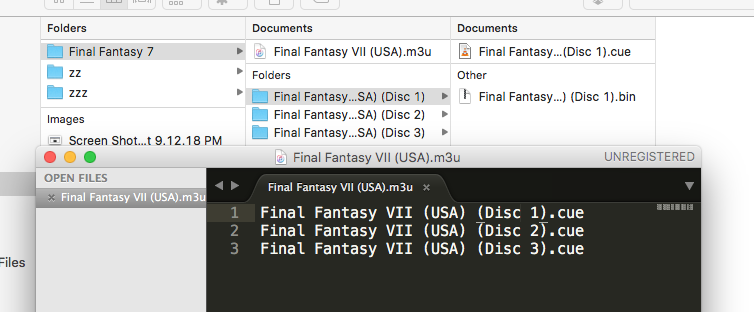 Folders
Documents
Documents
Final Fantasy 7
Final Fantasy VII (USA).m3u
Final Fantasy...(Disc 1).cue
zz
Folders
Other
zzz
Final Fantasy...SA) (Disc 1)
Final Fantasy...) (Disc 1).bin
Images
Final Fantasy...SA) (Disc 2)
Screen Shot...t 9.12.18 PM
Final Fantasy...SA) (Disc 3)
Final Fantasy VII (USA).m3u
UNREGISTERED
OPEN FILES
Final Fantasy VII (USA).m3u
Final Fantasy VII (USA).m3u
1 Final Fantasy VII (USA) (Disc 1).cue
2 Final Fantasy VII (USA) (Disc 2).cue
3 Final Fantasy VII (USA) (Disc 3).cue
Files